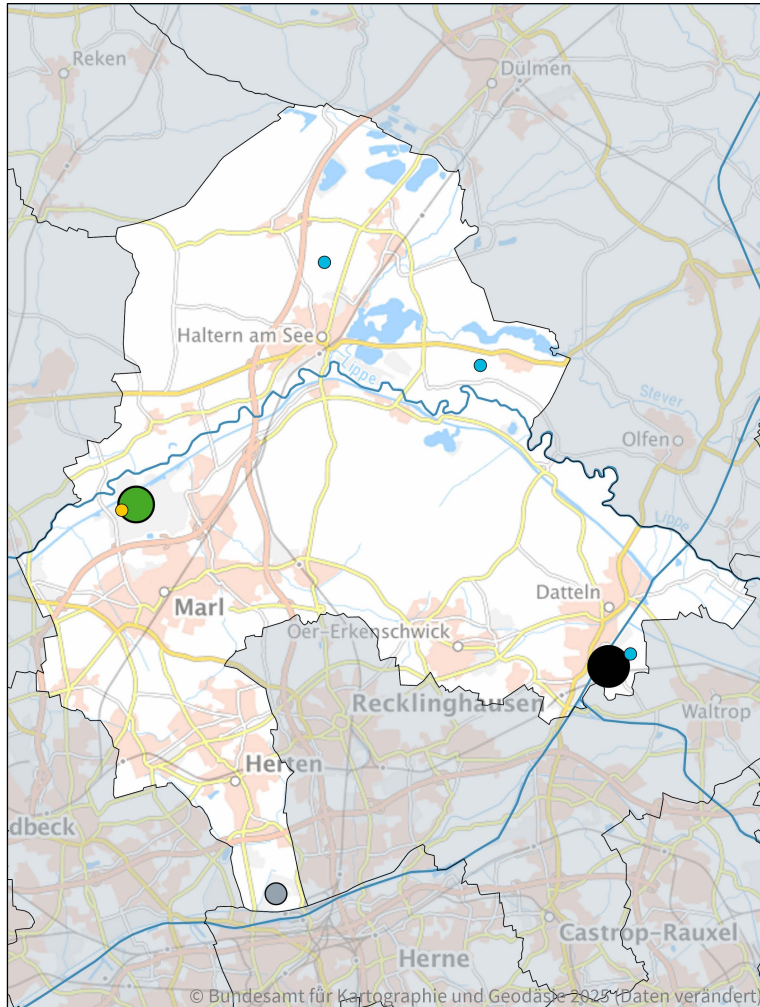 Reken
Dülmen
Haltern am See
Lippe
Stever
Olfen
Lippe
Marl
Datteln
Oer-Erkenschwick
Recklinghausen
Waltrop
Herten
dbeck
Castrop-Rauxel
Herne
© Bundesamt für Kartographie und Geodäsie 2025 (Daten verändert)